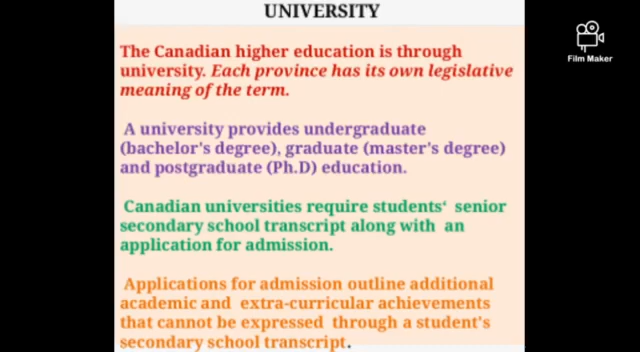 UNIVERSITY
Film Maker
The Canadian higher education is through
university. Each province has its own legislative
meaning of the term.
A university provides undergraduate
(bachelor's degree), graduate (master's degree)
and postgraduate (Ph.D) education.
Canadian universities require students‘ senior
secondary school transcript along with an
application for admission.
Applications for admission outline additional
academic and extra-curricular achievements
that cannot be expressed through a student's
secondary school transcript.